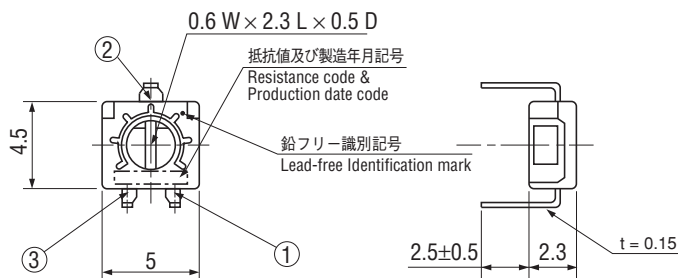 0.6 W × 2.3 L × 0.5 D
②
抵抗値及び製造年月記号
Resistance code &
Production date code
鉛フリー識別記号
Lead-free Identification mark
4.5
③
①
5
2.5±0.5
2.3
t = 0.15